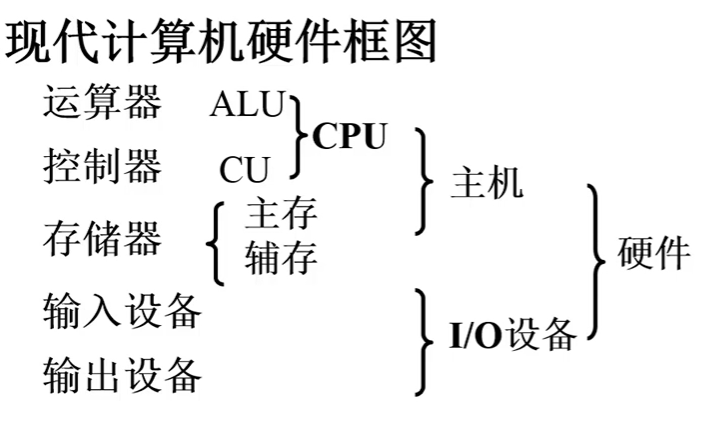 现代计算机硬件框图
运算器 ALU
CPU
控制器 CU
主机
存储器
主存
辅存
硬件
输入设备
I/O设备
输出设备